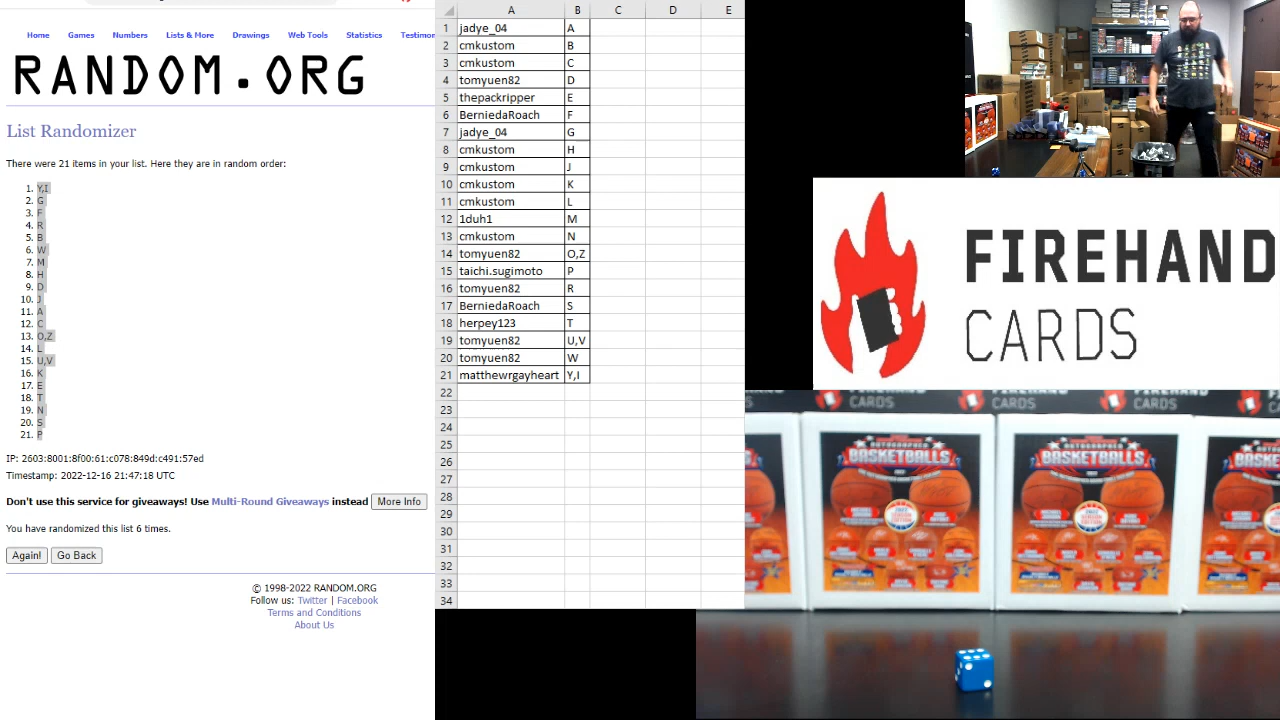 Home Games Numbers Lists & More Drawings Web Tools Statistics Testimor
RANDOM.ORG
List Randomizer
There were 21 items in your list. Here they are in random order:
1. Y,I
2. G
3. F
4. R
5. B
6. W
7. M
8. H
9. D
10. J
11. A
12. C
13. O,Z
14. L
15. U,V
16. K
17. E
18. T
19. N
20. S
21. P
IP: 2603:8001:8f00:61:c078:849d:c491:57ed
Timestamp: 2022-12-16 21:47:18 UTC
Don't use this service for giveaways! Use Multi-Round Giveaways instead More Info
You have randomized this list 6 times.
Again! Go Back
© 1998-2022 RANDOM.ORG
Follow us: Twitter | Facebook
Terms and Conditions
About Us
A B C D E
1 jadye_04 A
2 cmkustom B
3 cmkustom C
4 tomyuen82 D
5 thepackripper E
6 BerniedaRoach F
7 jadye_04 G
8 cmkustom H
9 cmkustom J
10 cmkustom K
11 cmkustom L
12 1duh1 M
13 cmkustom N
14 tomyuen82 O,Z
15 taichi.sugimoto P
16 tomyuen82 R
17 BerniedaRoach S
18 herpey123 T
19 tomyuen82 U,V
20 tomyuen82 W
21 matthewrgayheart Y,I
22
23
24
25
26
27
28
29
30
31
32
33
34
FIREHAND
CARDS
FIREHAND
CARDS
CARDS
CARDS
CARDS
AUTOGRAPHED
BASKETBALLS
AUTOGRAPHED
BASKETBALLS